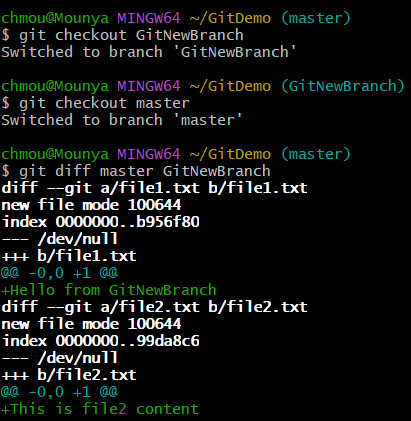 chmou@Mounya MINGW64 ~/GitDemo (master)
$ git checkout GitNewBranch
Switched to branch 'GitNewBranch'
chmou@Mounya MINGW64 ~/GitDemo (GitNewBranch)
$ git checkout master
Switched to branch 'master'
chmou@Mounya MINGW64 ~/GitDemo (master)
$ git diff master GitNewBranch
diff --git a/file1.txt b/file1.txt
new file mode 100644
index 0000000..b956f80
--- /dev/null
+++ b/file1.txt
@@ -0,0 +1 @@
+Hello from GitNewBranch
diff --git a/file2.txt b/file2.txt
new file mode 100644
index 0000000..99da8c6
--- /dev/null
+++ b/file2.txt
@@ -0,0 +1 @@
+This is file2 content